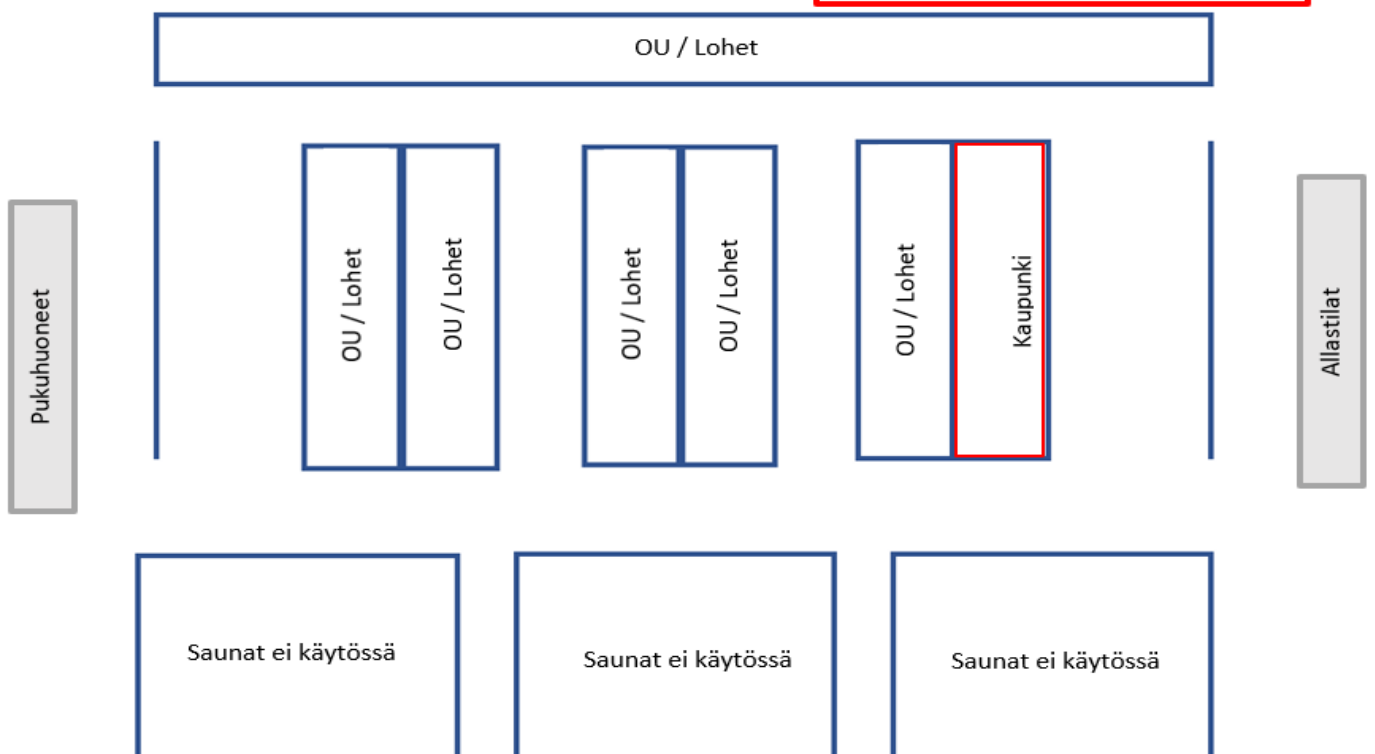 OU / Lohet
Pukuhuoneet
OU / Lohet
OU / Lohet
OU / Lohet
OU / Lohet
OU / Lohet
Kaupunki
Allastilat
Saunat ei käytössä
Saunat ei käytössä
Saunat ei käytössä